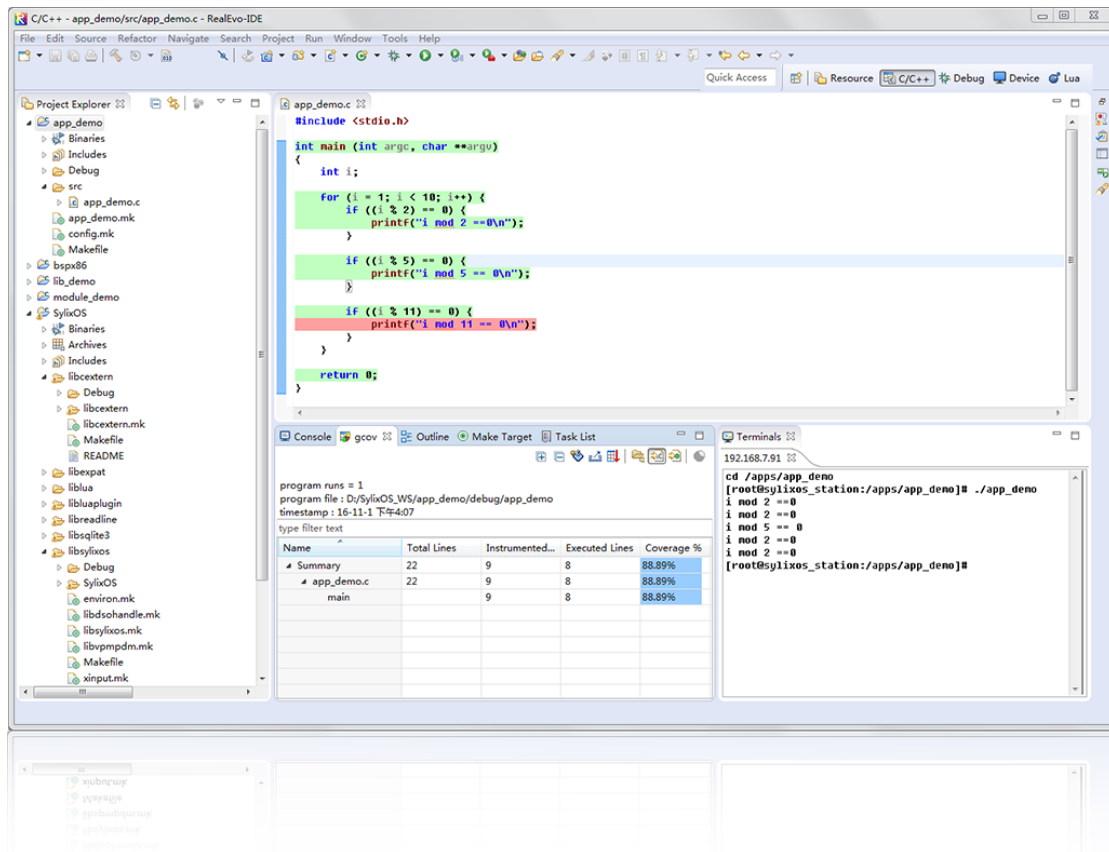 C/C++ - app_demo/src/app_demo.c - RealEvo-IDE
File Edit Source Refactor Navigate Search Project Run Window Tools Help
Quick Access Resource C/C++ Debug Device Lua
Project Explorer
app_demo
Binaries
Includes
Debug
src
app_demo.c
app_demo.mk
config.mk
Makefile
bspx86
lib_demo
module_demo
SylixOS
Binaries
Archives
Includes
libcextern
Debug
libcextern
libcextern.mk
Makefile
README
libexpat
liblua
libluaplugin
libreadline
libsqlite3
libsylixos
Debug
SylixOS
environ.mk
libdsohandle.mk
libsylixos.mk
libvpmpdm.mk
Makefile
xinput.mk
app_demo.c
#include <stdio.h>
int main (int argc, char **argv)
{
int i;
for (i = 1; i < 10; i++) {
if ((i % 2) == 0) {
printf("i mod 2 ==0\n");
}
if ((i % 5) == 0) {
printf("i mod 5 == 0\n");
}
if ((i % 11) == 0) {
printf("i mod 11 == 0\n");
}
}
return 0;
}
Console gcov Outline Make Target Task List
program runs = 1
program file : D:/SylixOS_WS/app_demo/debug/app_demo
timestamp : 16-11-1 下午4:07
type filter text
Name Total Lines Instrumented... Executed Lines Coverage %
Summary 22 9 8 88.89%
app_demo.c 22 9 8 88.89%
main 9 8 88.89%
Terminals
192.168.7.91
cd /apps/app_demo
[root@sylixos_station:/apps/app_demo]# ./app_demo
i mod 2 ==0
i mod 2 ==0
i mod 5 == 0
i mod 2 ==0
i mod 2 ==0
[root@sylixos_station:/apps/app_demo]#